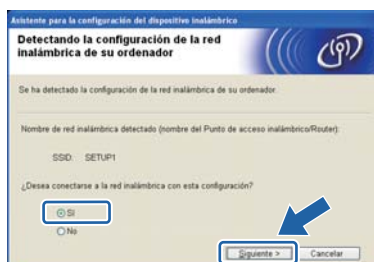 Asistente para la configuración del dispositivo inalámbrico
Detectando la configuración de la red
inalámbrica de su ordenador
Se ha detectado la configuración de la red inalámbrica de su ordenador.
Nombre de red inalámbrica detectado (nombre del Punto de acceso inalámbrico/Router):
SSID: SETUP1
¿Desea conectarse a la red inalámbrica con esta configuración?
Sí
No
Siguiente >
Cancelar